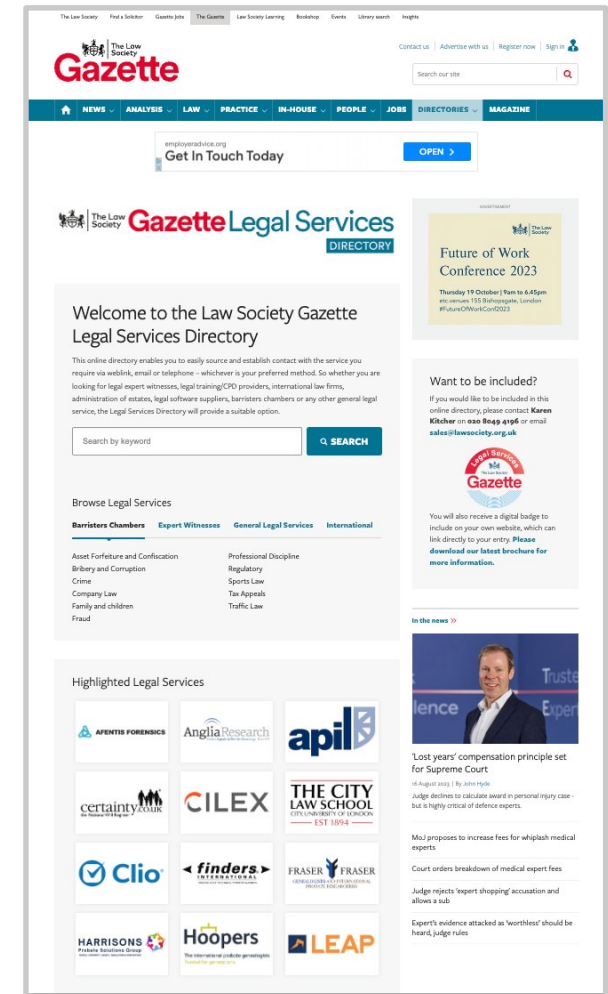 The Law Society
Find a Solicitor
Gazette Jobs
The Gazette
Law Society Learning
Bookshop
Events
Library search
Insights
The Law
Society
Gazette
Contact us
Advertise with us
Register now
Sign in
Search our site
NEWS
ANALYSIS
LAW
PRACTICE
IN-HOUSE
PEOPLE
JOBS
DIRECTORIES
MAGAZINE
employeradvice.org
Get In Touch Today
OPEN
The Law
Society
Gazette Legal Services
DIRECTORY
Welcome to the Law Society Gazette
Legal Services Directory
This online directory enables you to easily source and establish contact with the service you
require via weblink, email or telephone – whichever is your preferred method. So whether you are
looking for legal expert witnesses, legal training/CPD providers, international law firms,
administration of estates, legal software suppliers, barristers chambers or any other general legal
service, the Legal Services Directory will provide a suitable option.
Search by keyword
SEARCH
Browse Legal Services
Barristers Chambers
Expert Witnesses
General Legal Services
International
Asset Forfeiture and Confiscation
Bribery and Corruption
Crime
Company Law
Family and children
Fraud
Professional Discipline
Regulatory
Sports Law
Tax Appeals
Traffic Law
Highlighted Legal Services
AFENTIS FORENSICS
AngliaResearch
apil
certainty.co.uk
the National Will Register
CILEX
THE CITY
LAW SCHOOL
CITY, UNIVERSITY OF LONDON
EST 1894
Clio
finders
INTERNATIONAL
FRASER FRASER
GENEALOGISTS AND INTERNATIONAL
PROBATE RESEARCHERS
HARRISONS
Probate Solutions Group
Hoopers
The international probate genealogists
Trusted for generations
LEAP
ADVERTISEMENT
The Law
Society
Future of Work
Conference 2023
Thursday 19 October | 9am to 6.45pm
etc.venues 155 Bishopsgate, London
#FutureOfWorkConf2023
Want to be included?
If you would like to be included in this
online directory, please contact Karen
Kitcher on 020 8049 4196 or email
sales@lawsociety.org.uk
Legal Services
Gazette
You will also receive a digital badge to
include on your own website, which can
link directly to your entry. Please
download our latest brochure for
more information.
In the news
Truste
lence
Exper
'Lost years' compensation principle set
for Supreme Court
16 August 2023 | By John Hyde
Judge declines to calculate award in personal injury case -
but is highly critical of defence experts.
MoJ proposes to increase fees for whiplash medical
experts
Court orders breakdown of medical expert fees
Judge rejects 'expert shopping' accusation and
allows a sub
Expert's evidence attacked as 'worthless' should be
heard, judge rules